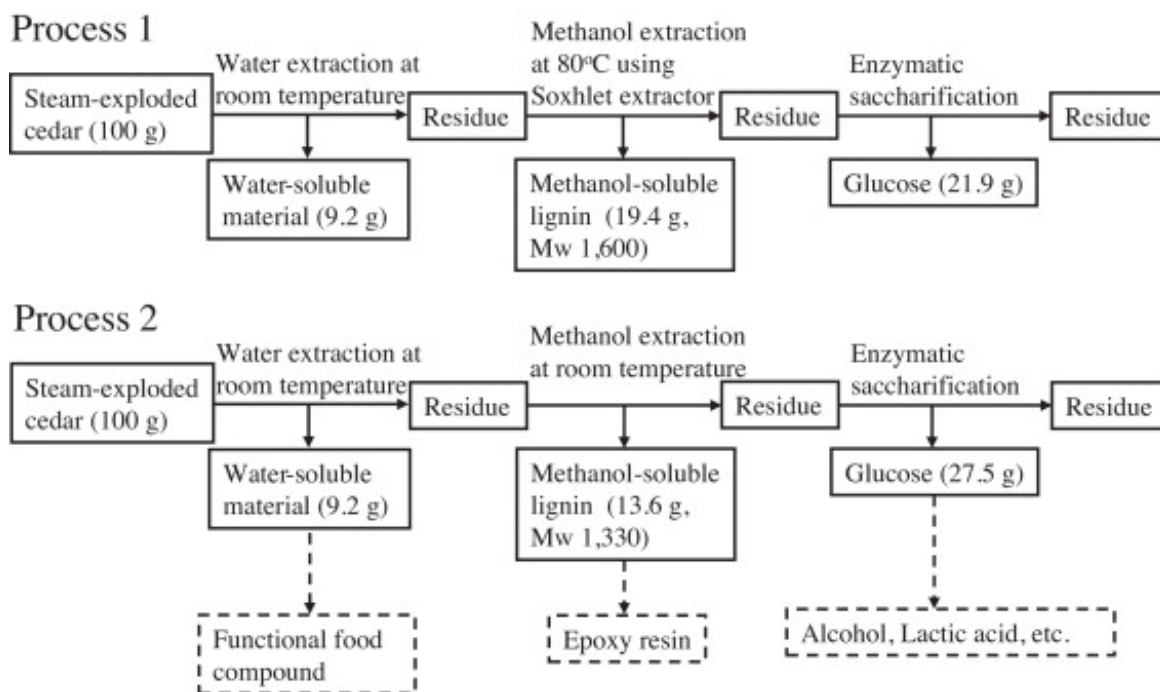 Process 1
Water extraction at
room temperature
Methanol extraction
at 80°C using
Soxhlet extractor
Enzymatic
saccharification
Steam-exploded
cedar (100 g)
Residue
Residue
Residue
Water-soluble
material (9.2 g)
Methanol-soluble
lignin (19.4 g,
Mw 1,600)
Glucose (21.9 g)
Process 2
Water extraction at
room temperature
Methanol extraction
at room temperature
Enzymatic
saccharification
Steam-exploded
cedar (100 g)
Residue
Residue
Residue
Water-soluble
material (9.2 g)
Methanol-soluble
lignin (13.6 g,
Mw 1,330)
Glucose (27.5 g)
Functional food
compound
Epoxy resin
Alcohol, Lactic acid, etc.